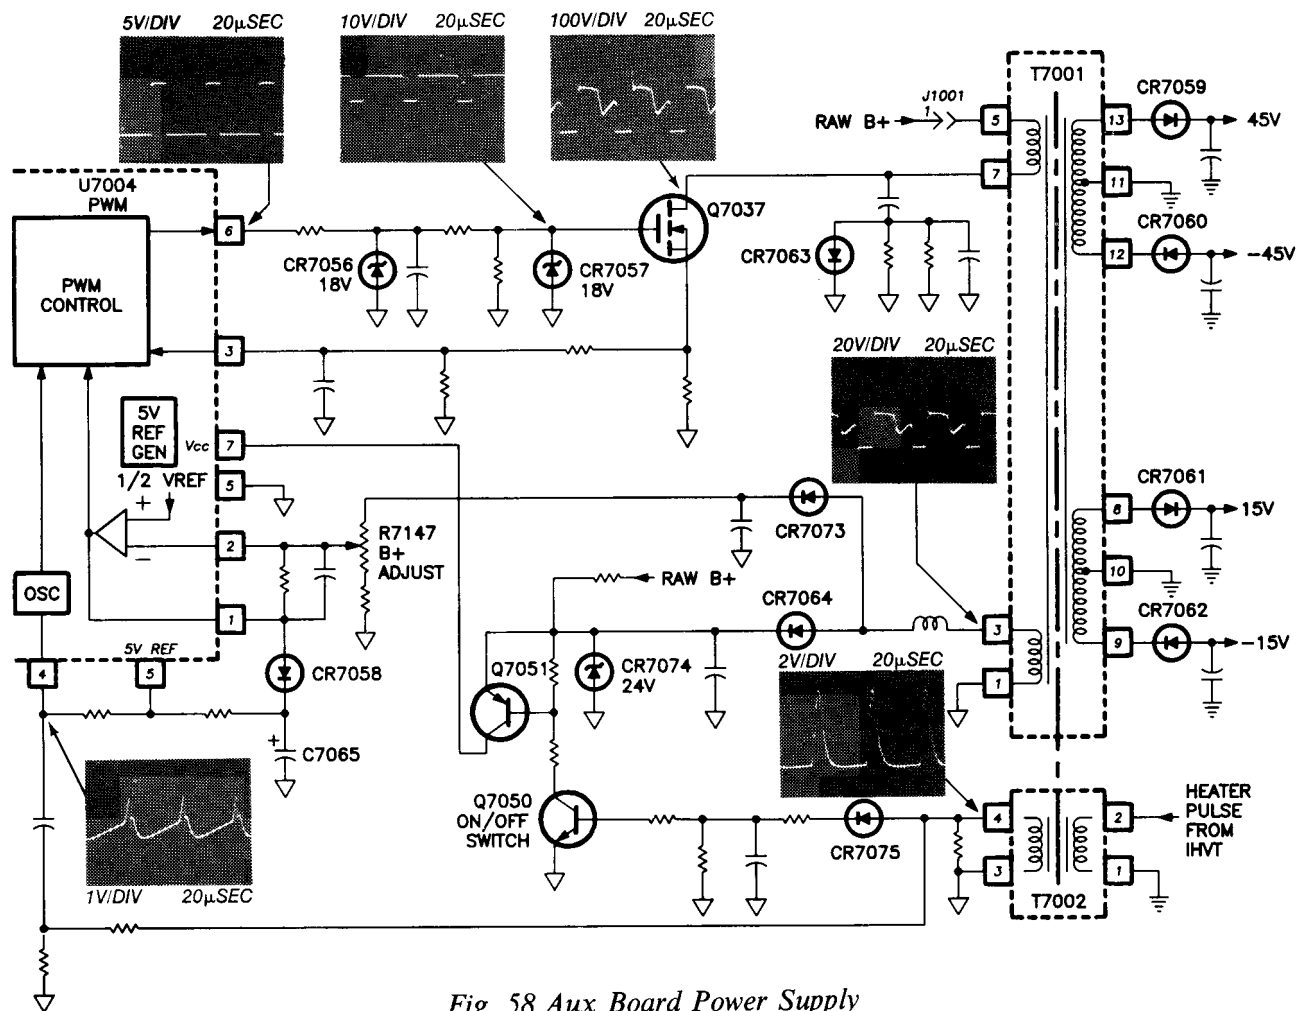 5V/DIV 20µSEC
10V/DIV 20µSEC
100V/DIV 20µSEC
T7001
J1001
1
RAW B+
5
7
13
11
12
CR7059
45V
CR7060
-45V
U7004
PWM
PWM
CONTROL
6
3
CR7056
18V
CR7057
18V
Q7037
CR7063
20V/DIV 20µSEC
5V
REF
GEN
Vcc
7
5
1/2 VREF
+
-
2
1
OSC
4
5V REF
5
R7147
B+
ADJUST
RAW B+
CR7073
CR7064
3
1
8
10
9
CR7061
15V
CR7062
-15V
CR7058
+
C7065
Q7051
CR7074
24V
2V/DIV 20µSEC
Q7050
ON/OFF
SWITCH
CR7075
4
3
2
1
T7002
HEATER
PULSE
FROM
IHVT
1V/DIV 20µSEC
Fig. 58 Aux Board Power Supply